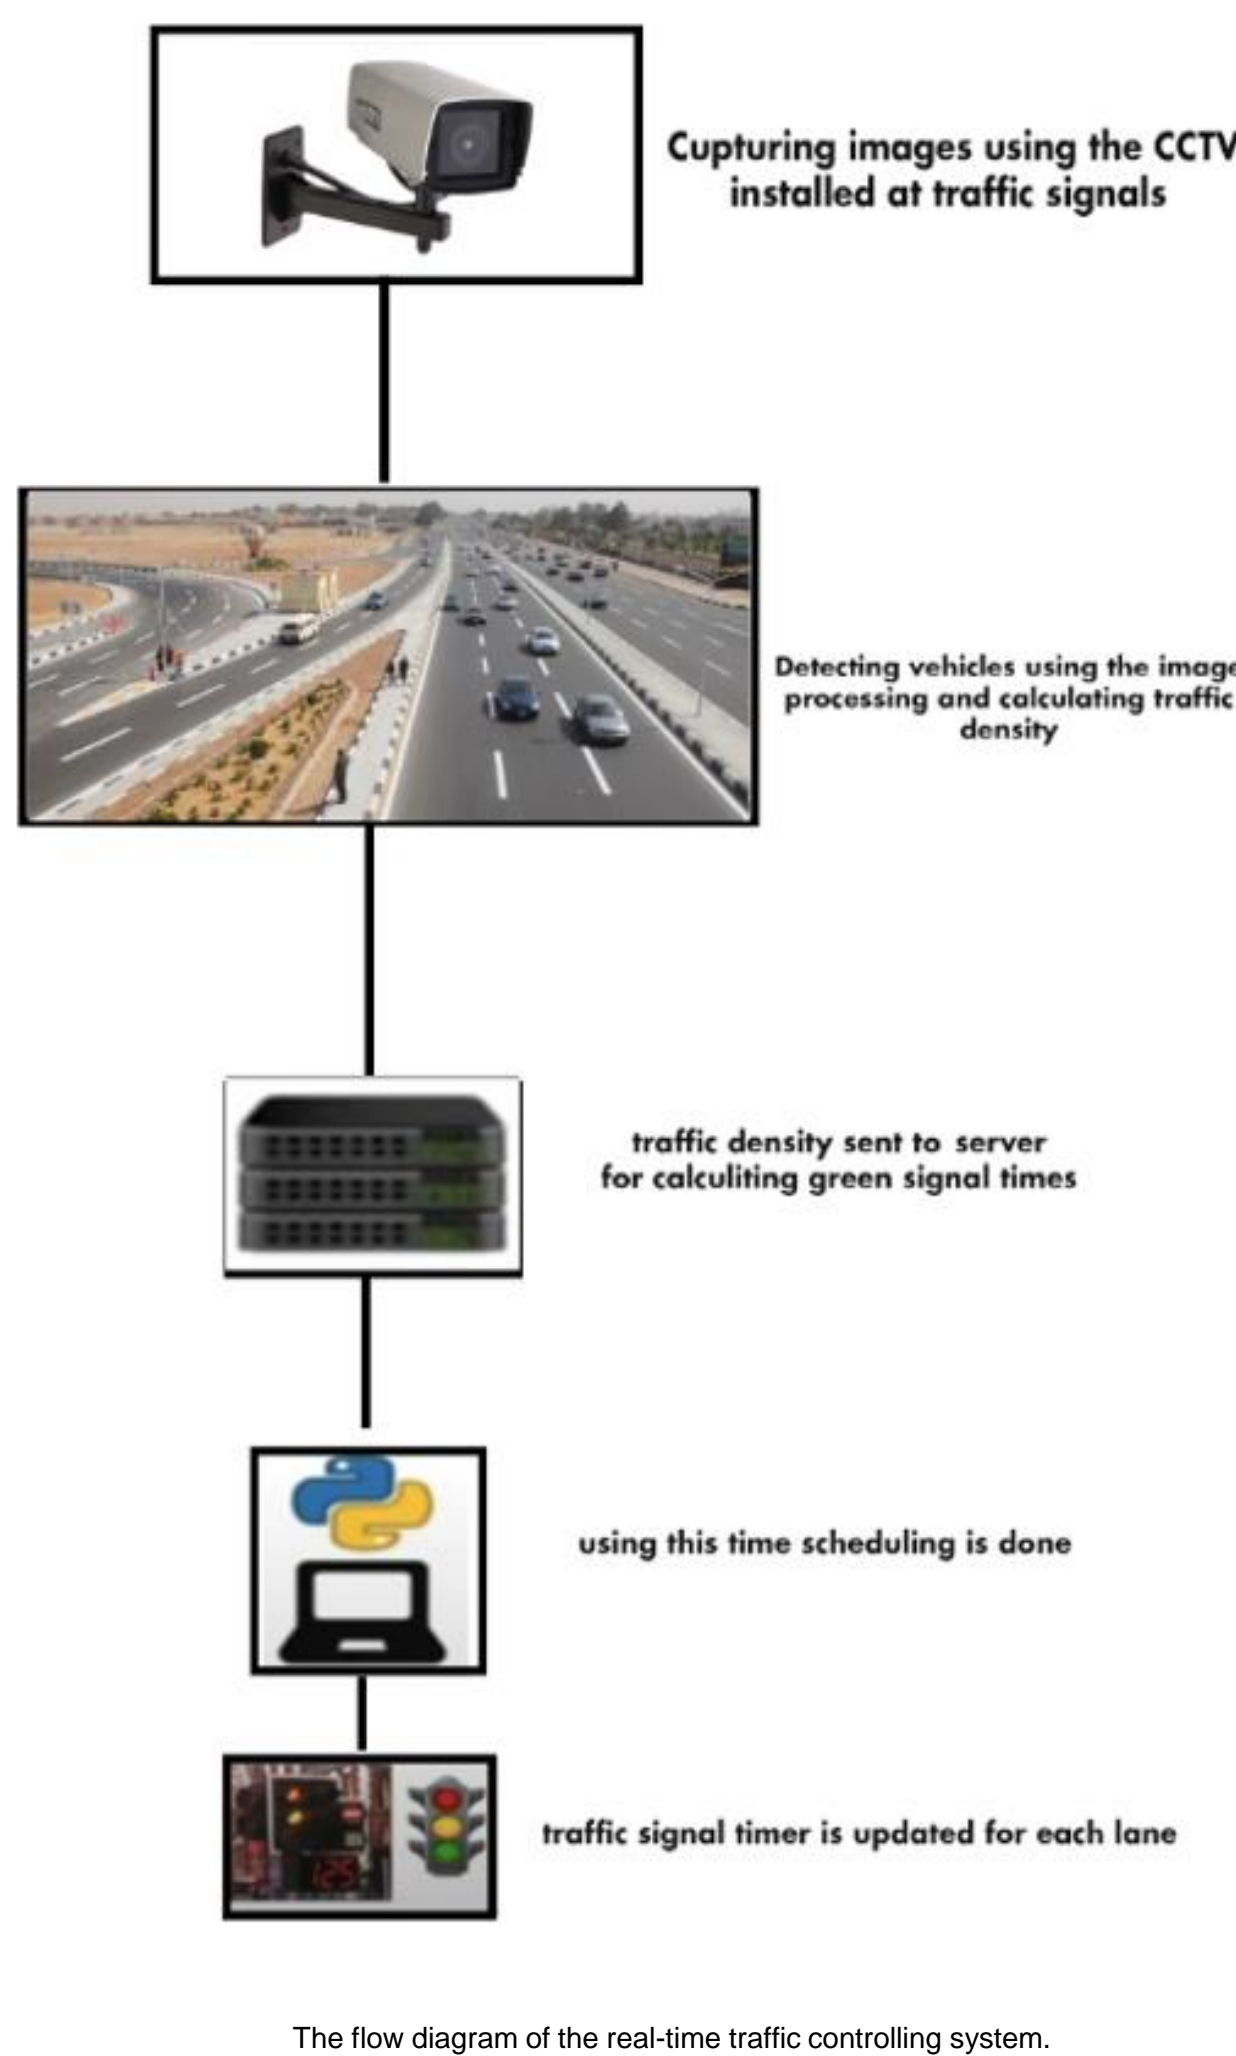 Cupturing images using the CCTV
installed at traffic signals
Detecting vehicles using the image
processing and calculating traffic
density
traffic density sent to server
for calculiting green signal times
using this time scheduling is done
125
traffic signal timer is updated for each lane
The flow diagram of the real-time traffic controlling system.